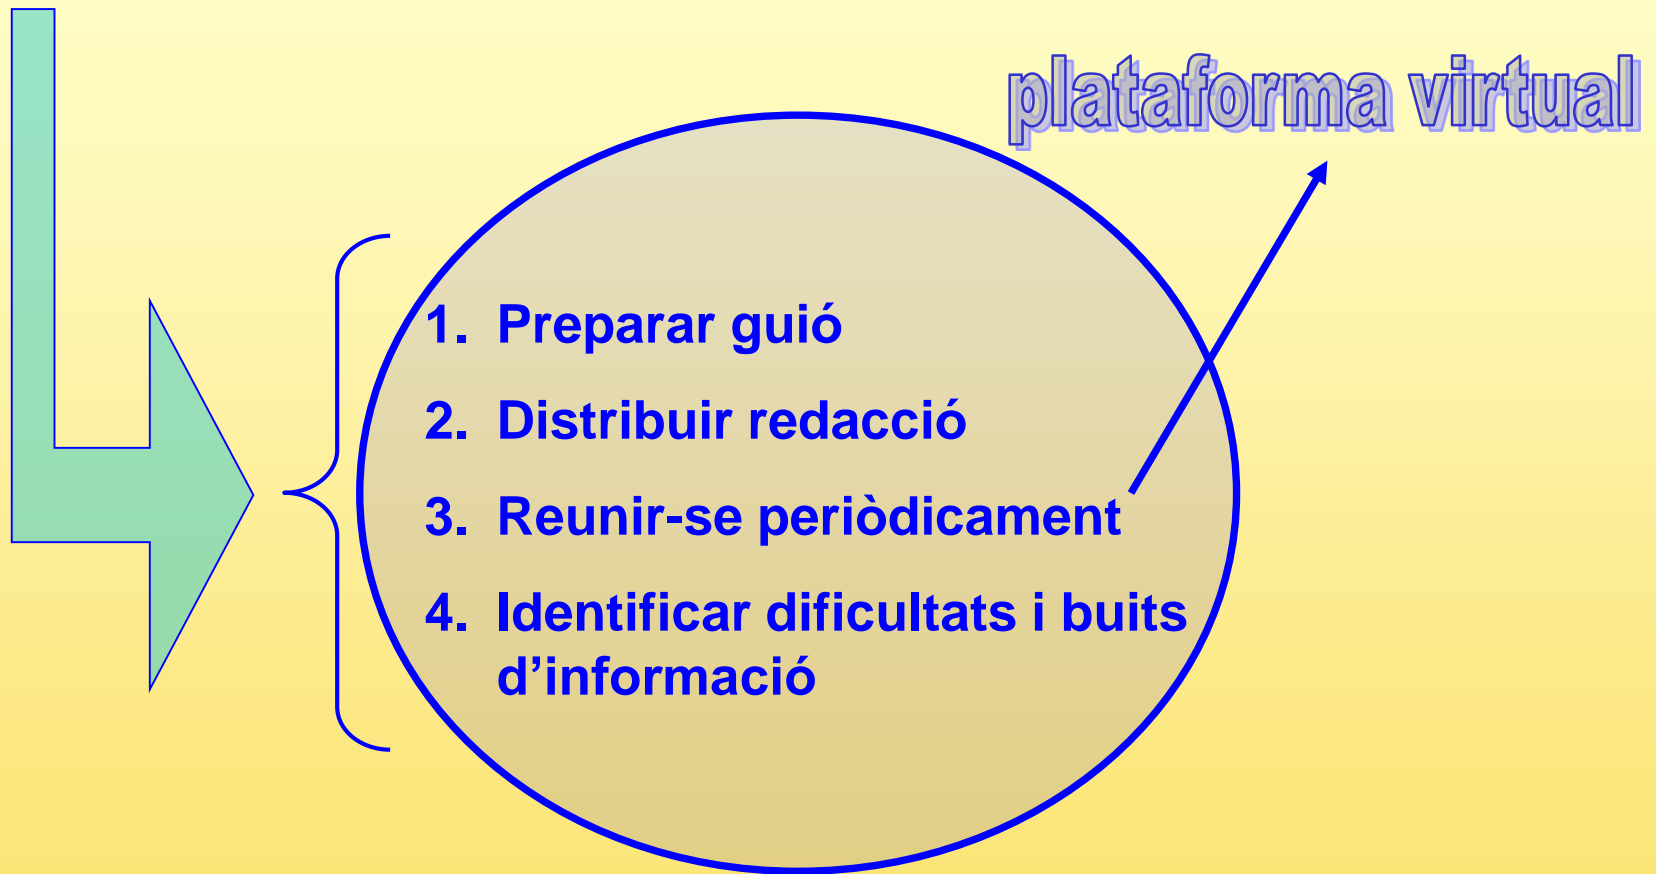 plataforma virtual
1. Preparar guió
2. Distribuir redacció
3. Reunir-se periòdicament
4. Identificar dificultats i buits
d’informació